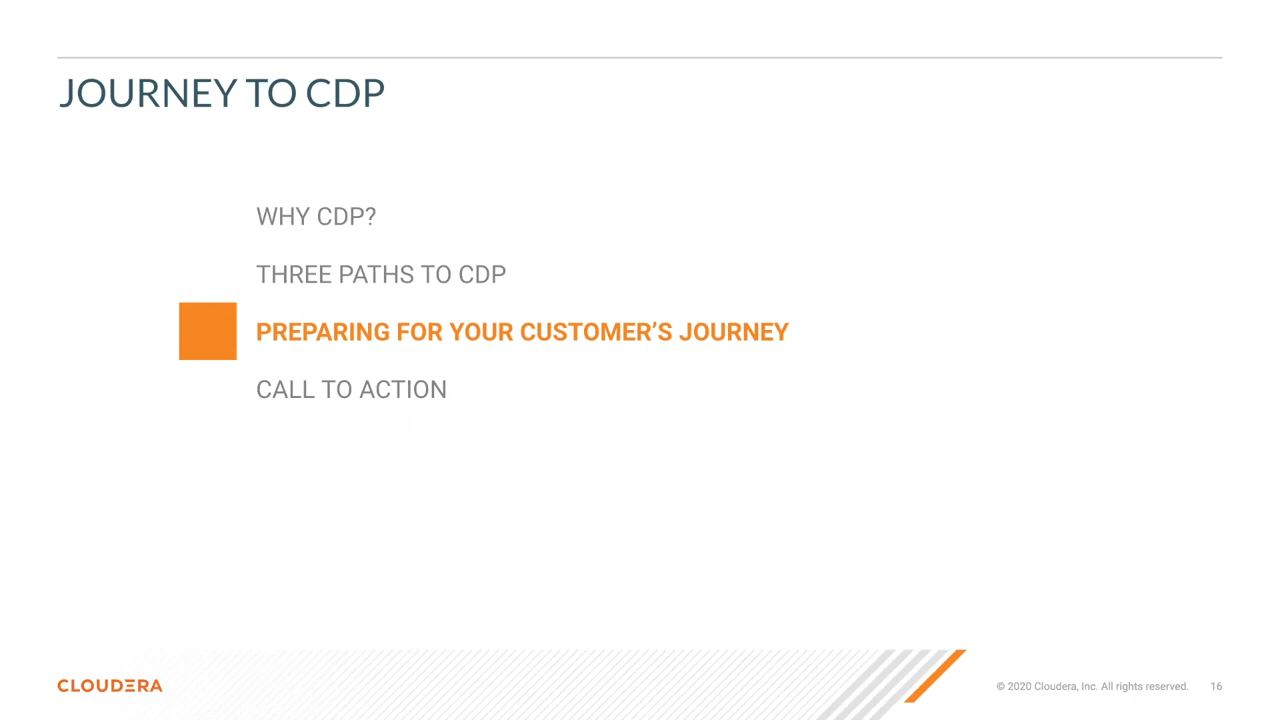 JOURNEY TO CDP
WHY CDP?
THREE PATHS TO CDP
PREPARING FOR YOUR CUSTOMER’S JOURNEY
CALL TO ACTION
CLOUDERA
© 2020 Cloudera, Inc. All rights reserved. 16